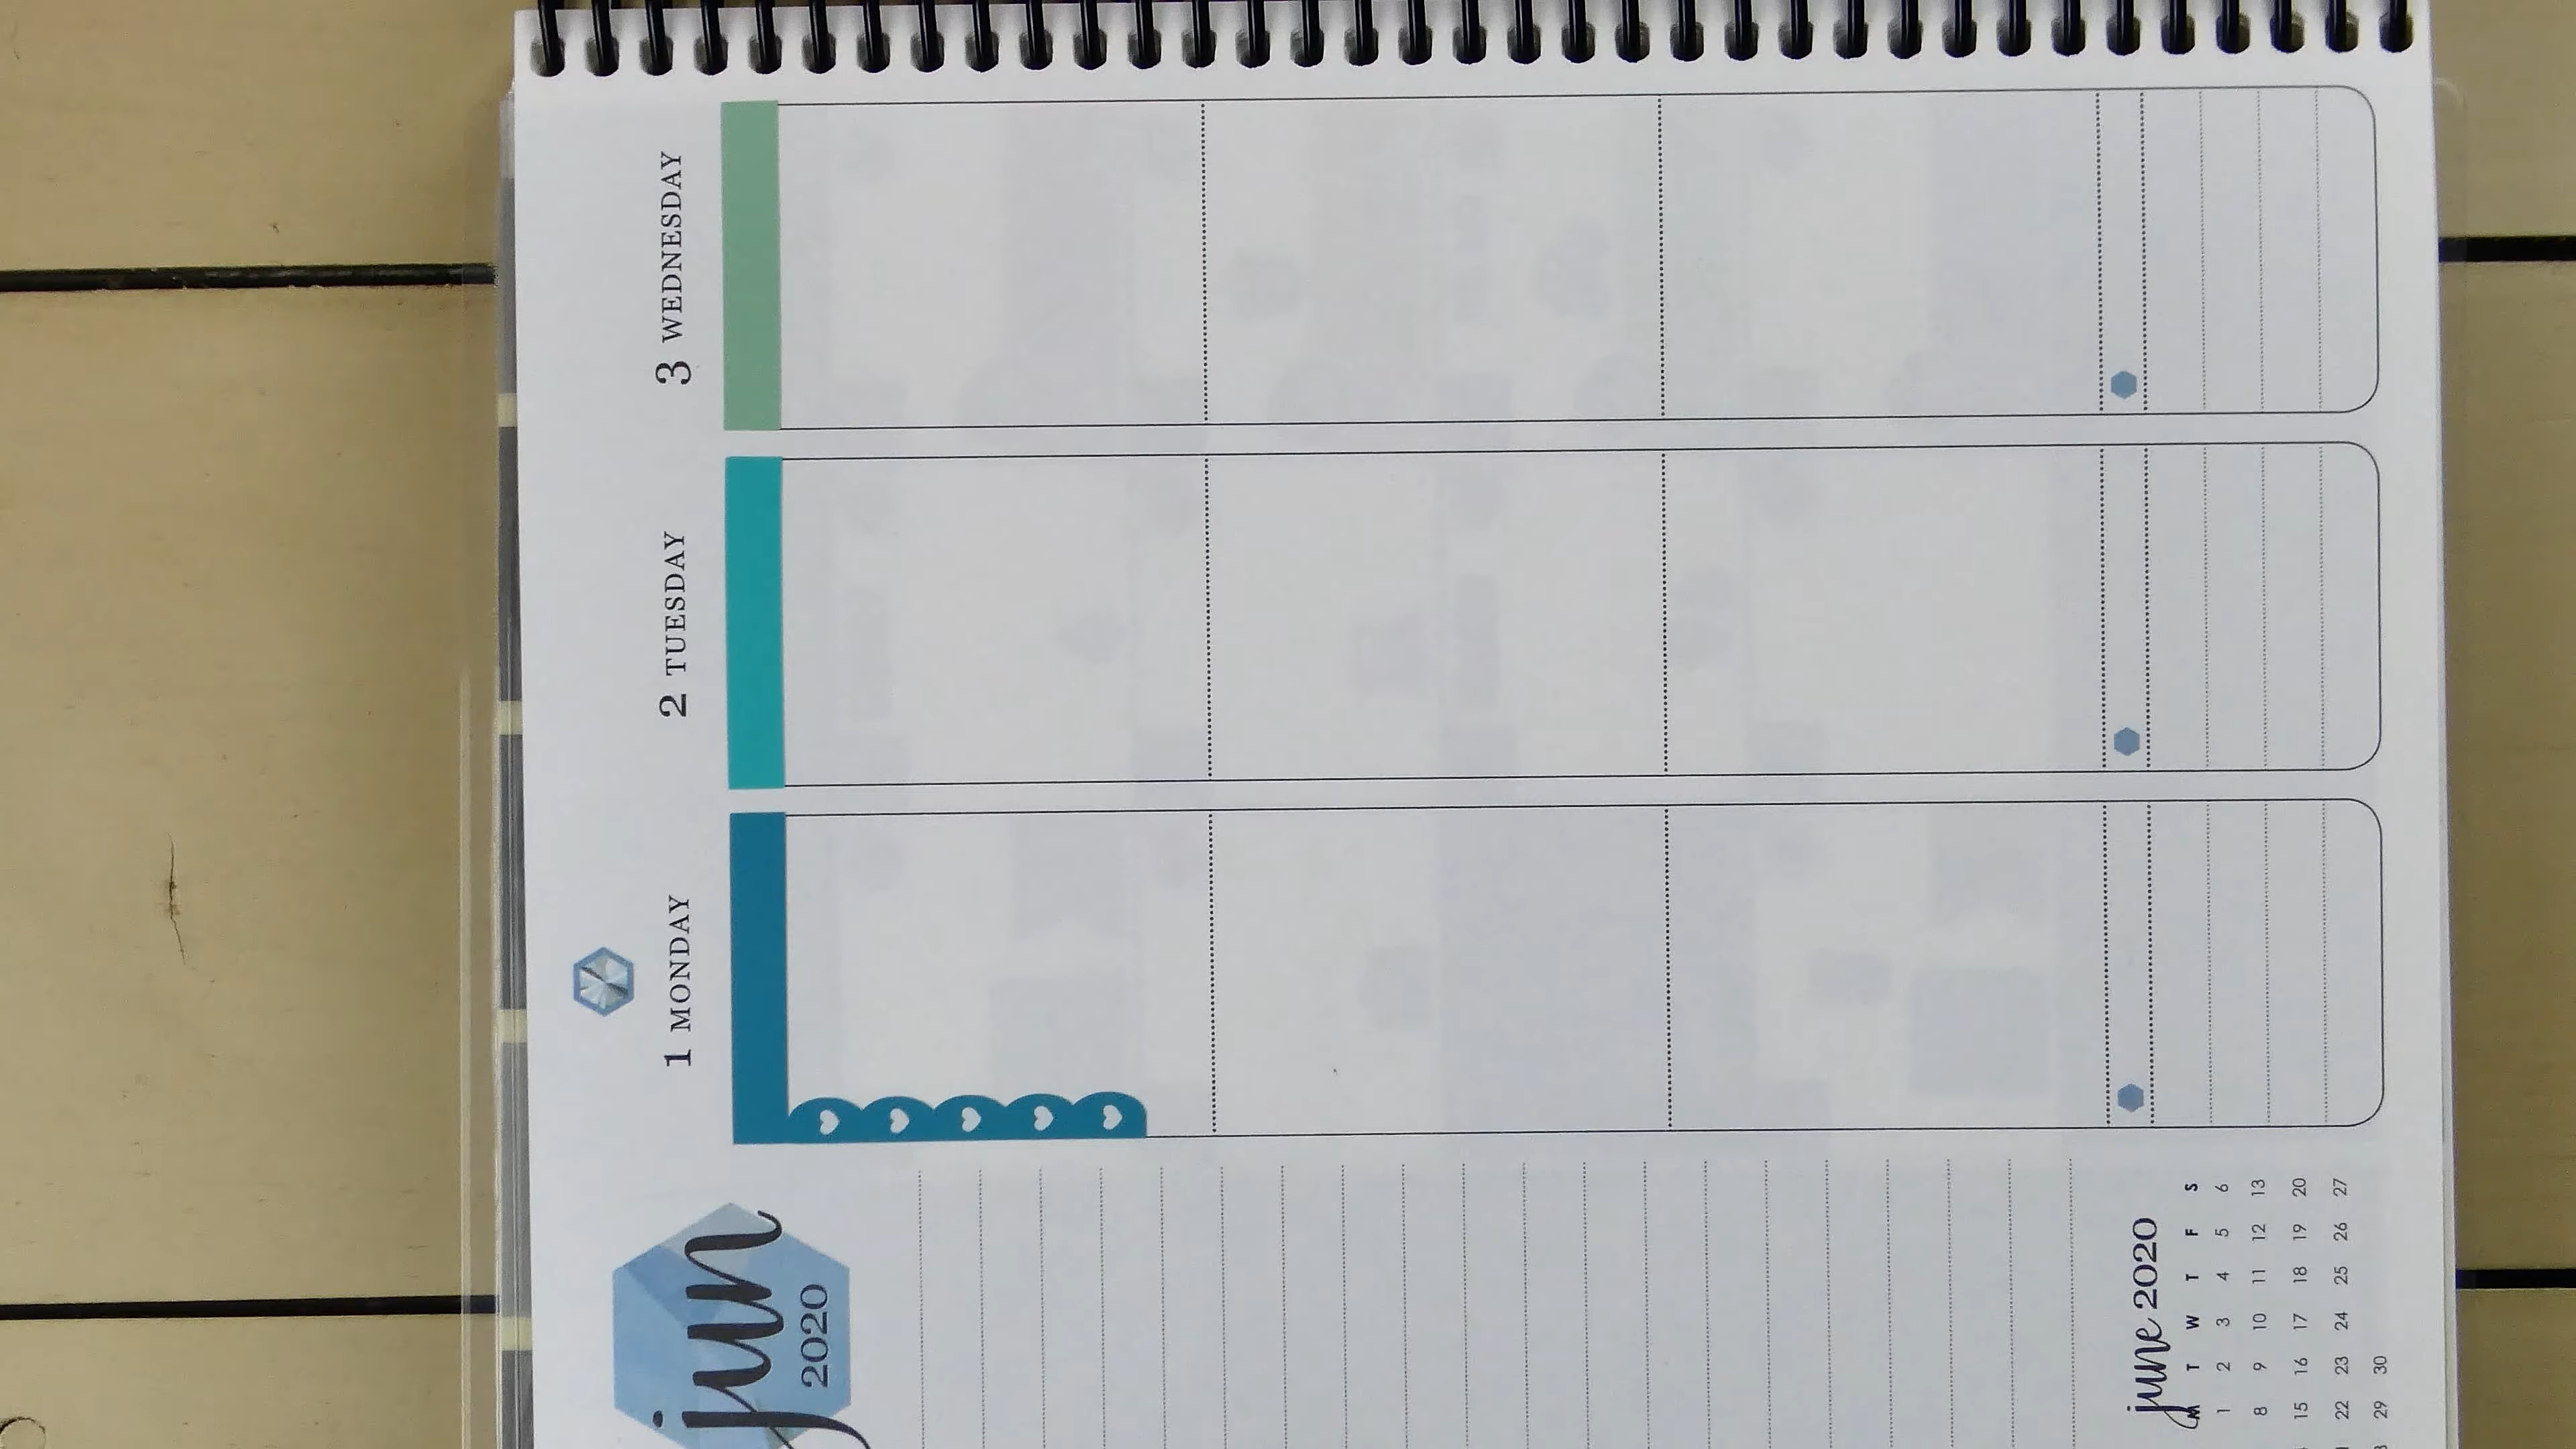 jun
2020
1 MONDAY
2 TUESDAY
3 WEDNESDAY
june 2020
M T W T F S
1 2 3 4 5 6
8 9 10 11 12 13
15 16 17 18 19 20
22 23 24 25 26 27
29 30